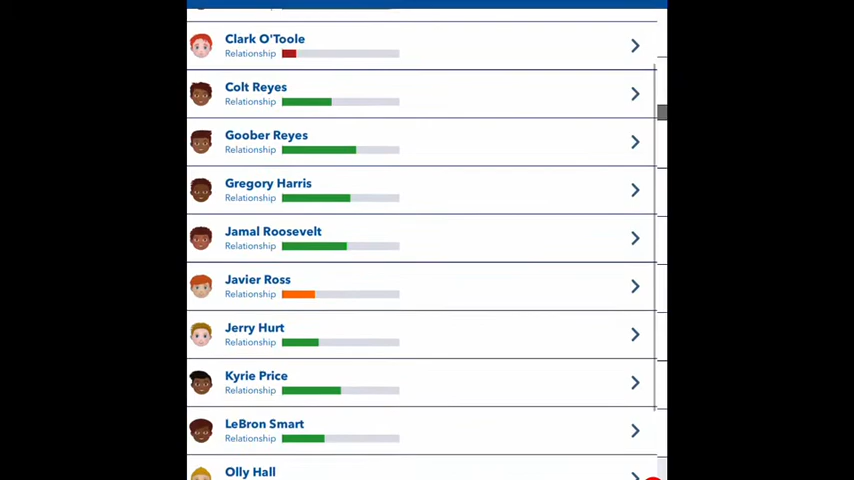 Clark O'Toole
Relationship
Colt Reyes
Relationship
Goober Reyes
Relationship
Gregory Harris
Relationship
Jamal Roosevelt
Relationship
Javier Ross
Relationship
Jerry Hurt
Relationship
Kyrie Price
Relationship
LeBron Smart
Relationship
Olly Hall